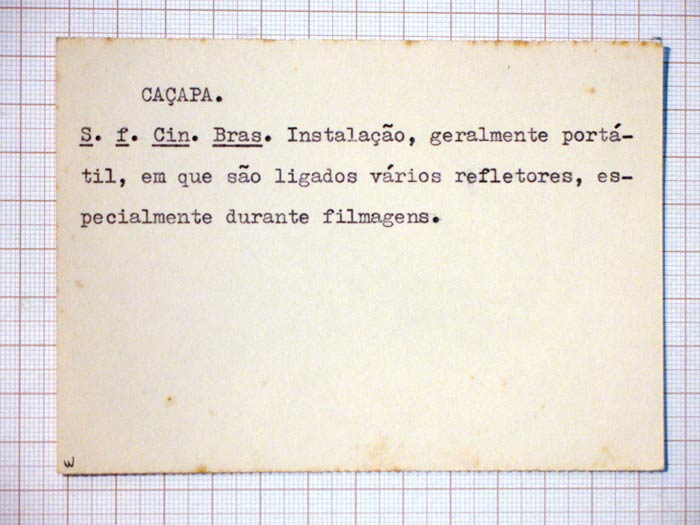 CAÇAPA.
S. f. Cin. Bras. Instalação, geralmente portá-
til, em que são ligados vários refletores, es-
pecialmente durante filmagens.
w